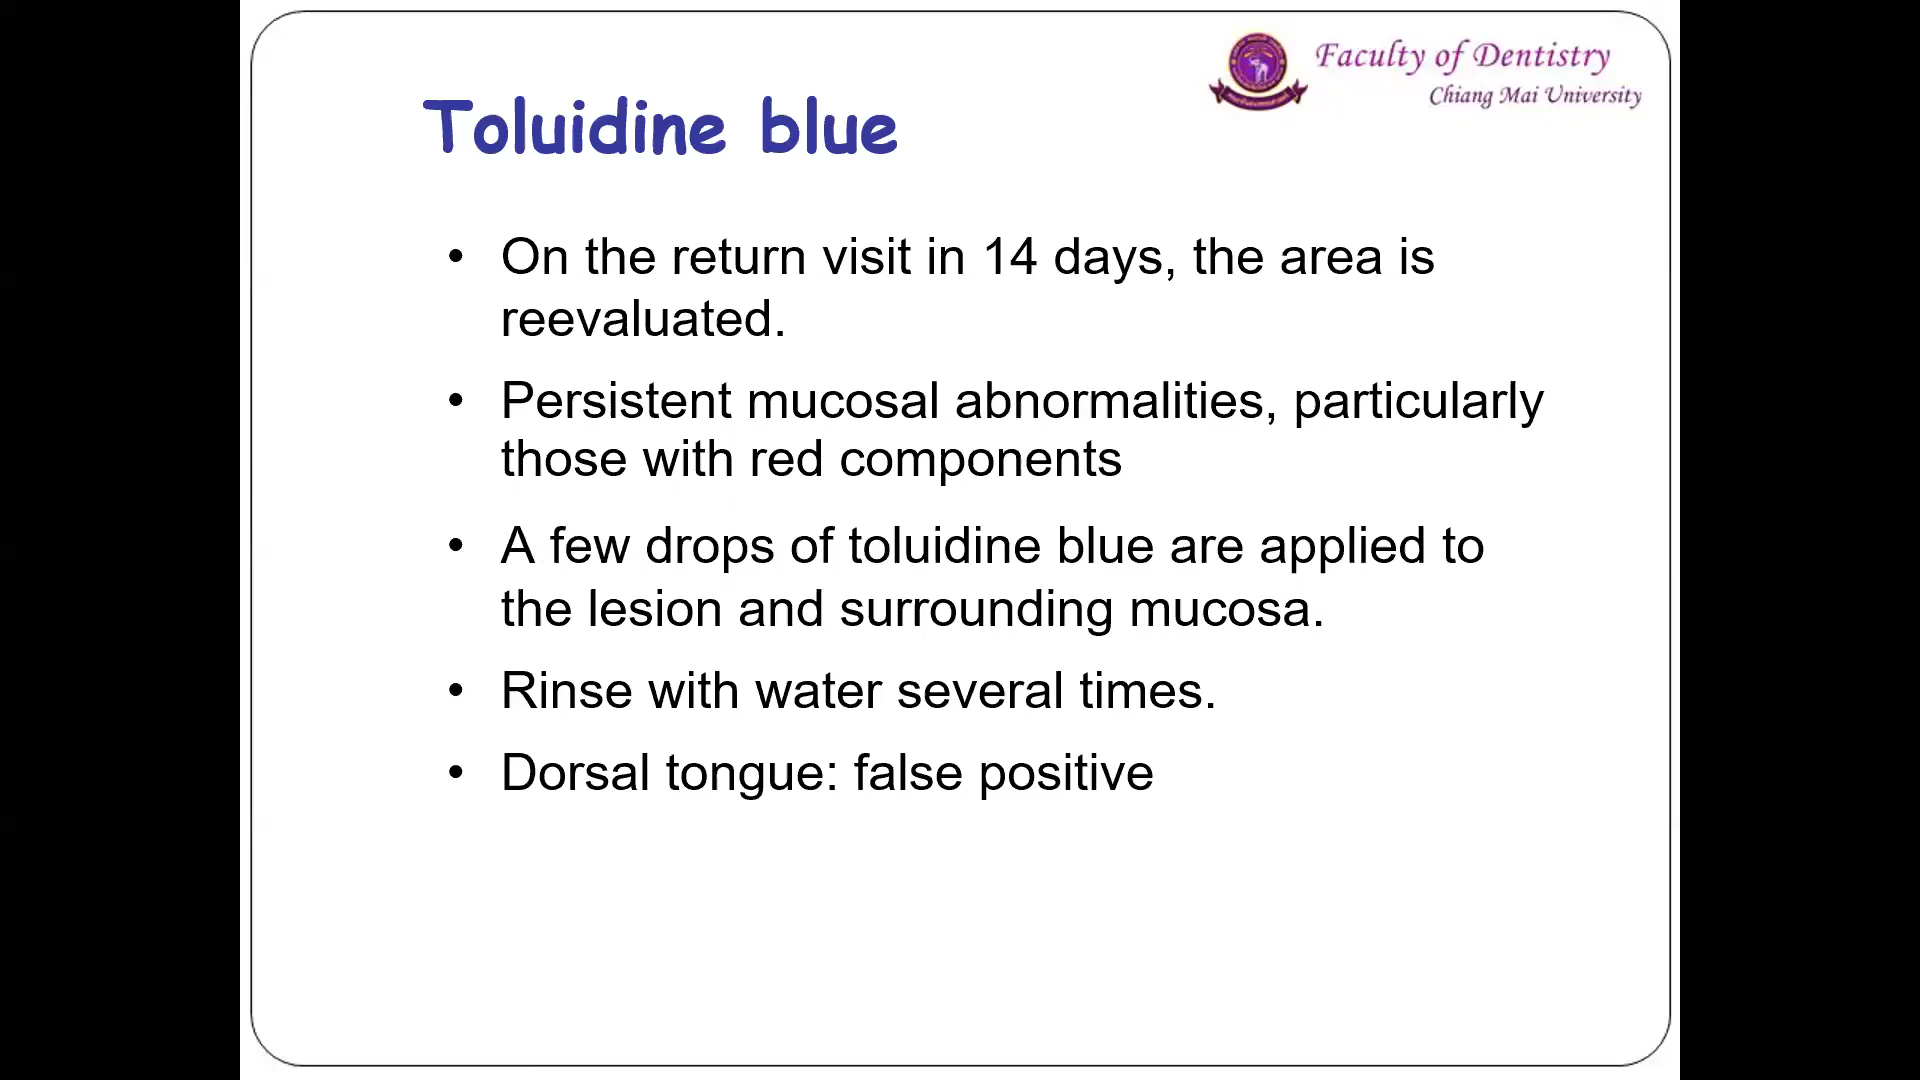 Faculty of Dentistry
Chiang Mai University
Toluidine blue
• On the return visit in 14 days, the area is
reevaluated.
• Persistent mucosal abnormalities, particularly
those with red components
• A few drops of toluidine blue are applied to
the lesion and surrounding mucosa.
• Rinse with water several times.
• Dorsal tongue: false positive